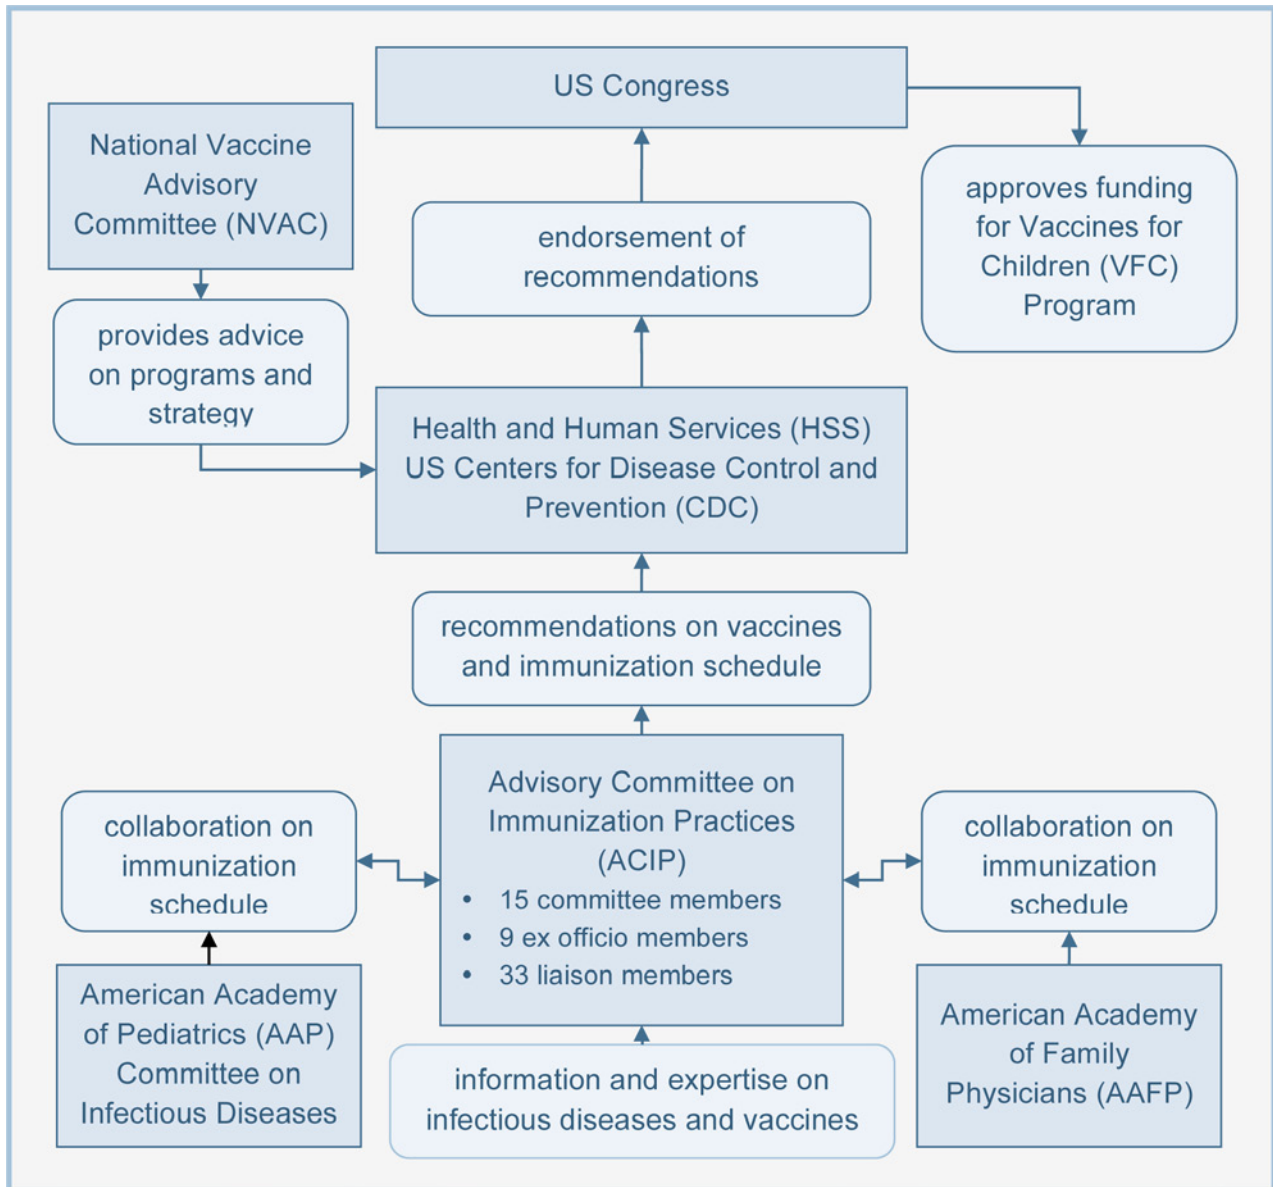 US Congress
National Vaccine
Advisory
Committee (NVAC)
approves funding
for Vaccines for
Children (VFC)
Program
endorsement of
recommendations
provides advice
on programs and
strategy
Health and Human Services (HSS)
US Centers for Disease Control and
Prevention (CDC)
recommendations on vaccines
and immunization schedule
Advisory Committee on
Immunization Practices
(ACIP)
• 15 committee members
• 9 ex officio members
• 33 liaison members
collaboration on
immunization
schedule
collaboration on
immunization
schedule
American Academy
of Pediatrics (AAP)
Committee on
Infectious Diseases
American Academy
of Family
Physicians (AAFP)
information and expertise on
infectious diseases and vaccines